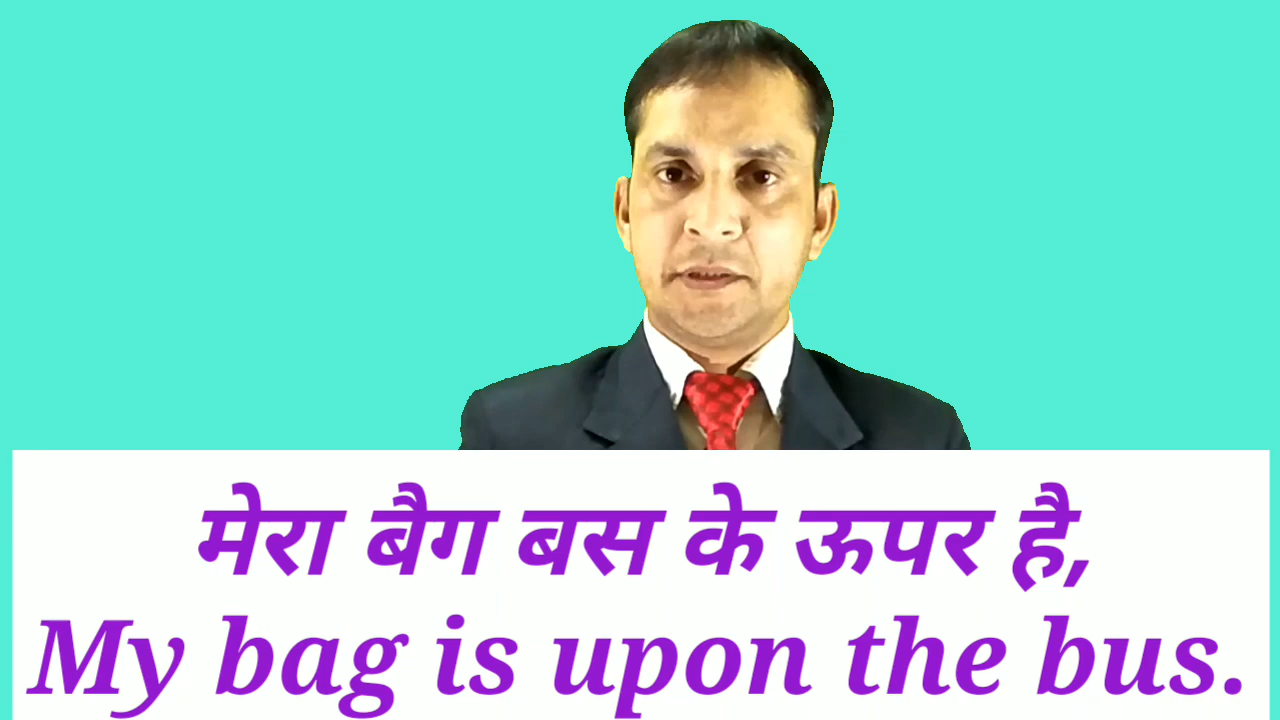 मेरा बैग बस के ऊपर है,
My bag is upon the bus.